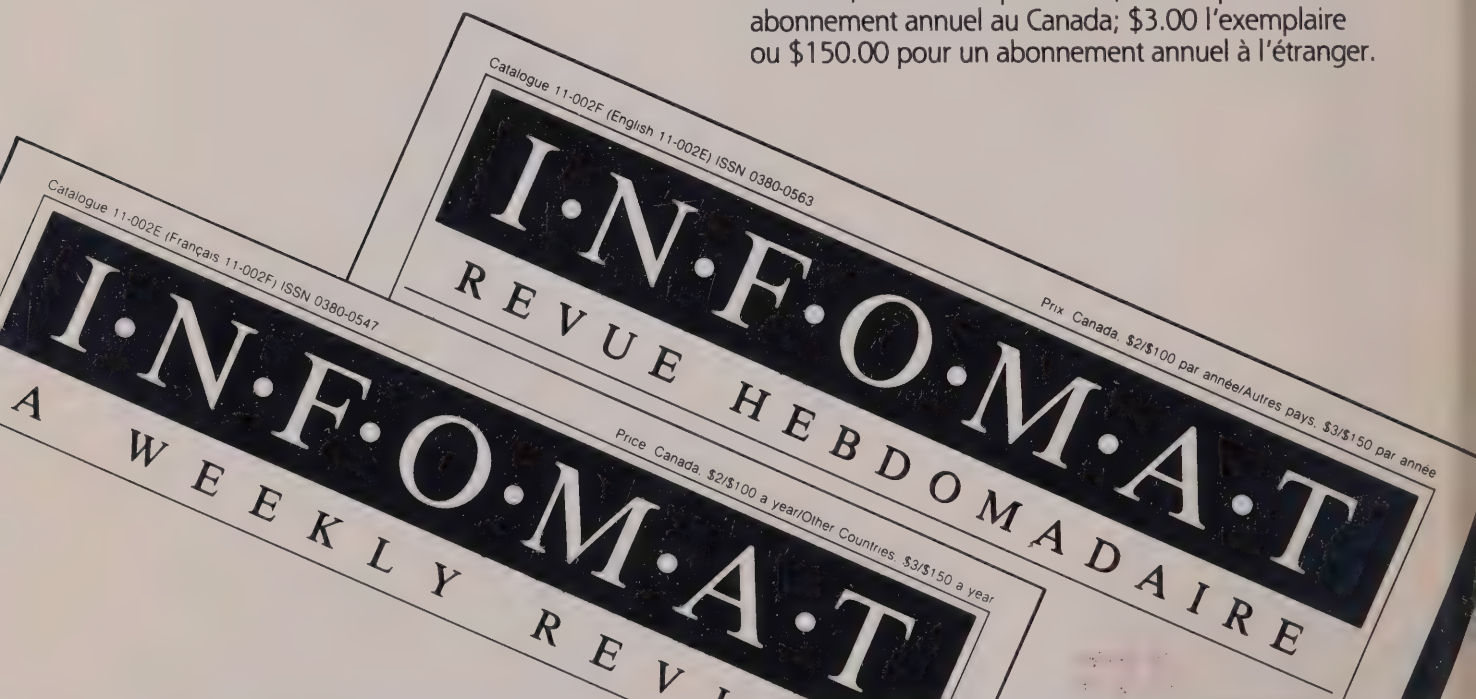 abonnement annuel au Canada; $3.00 l'exemplaire
ou $150.00 pour un abonnement annuel à l'étranger.
Catalogue 11-002F (English 11-002E) ISSN 0380-0563
I•N•F•O•M•A•T
Prix Canada, $2/$100 par année/Autres pays, $3/$150 par année
REVUE HEBDOMADAIRE
Catalogue 11-002E (Français 11-002F) ISSN 0380-0547
I•N•F•O•M•A•T
Price Canada, $2/$100 a year/Other Countries, $3/$150 a year
A WEEKLY